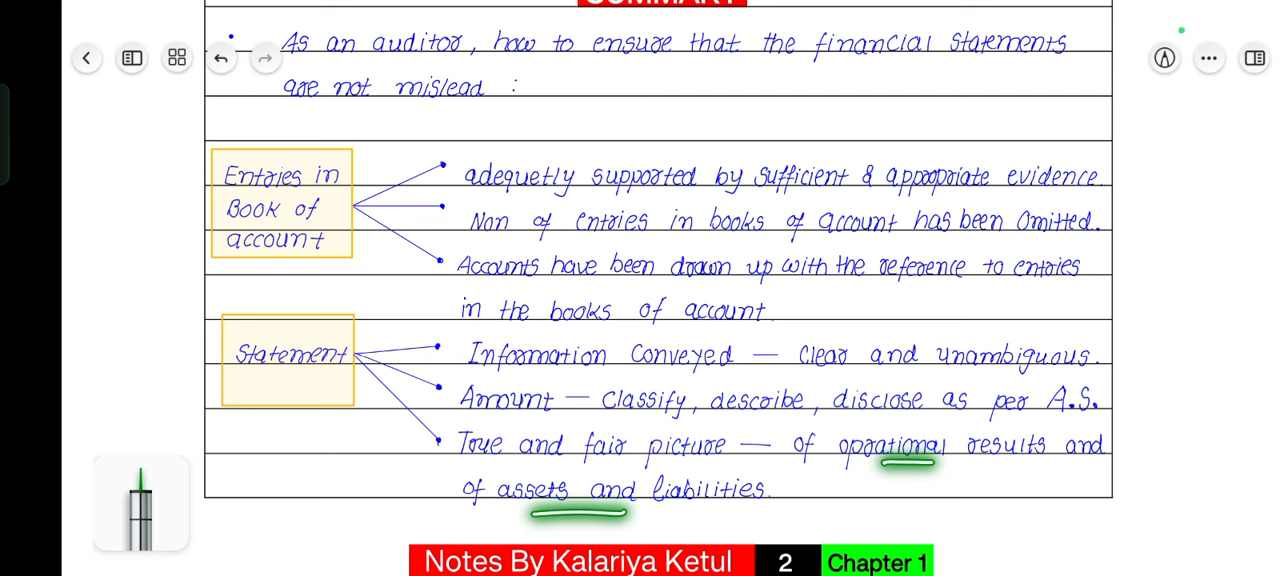 SUMMARY
As an auditor, how to ensure that the financial statements
are not mislead :
Entries in
Book of
account
adequetly supported by sufficient & appropriate evidence.
Non of entries in books of account has been omitted.
Accounts have been drawn up with the reference to entries
in the books of account.
Statement
Information conveyed — clear and unambiguous.
Amount — classify, describe, disclose as per A.S.
True and fair picture — of oprational results and
of assets and liabilities.
Notes By Kalariya Ketul 2 Chapter 1